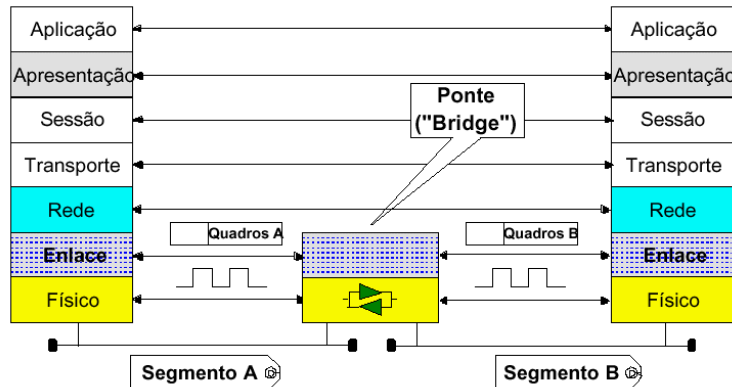 Aplicação
Aplicação
Apresentação
Apresentação
Ponte
("Bridge")
Sessão
Sessão
Transporte
Transporte
Rede
Rede
Quadros A
Quadros B
Enlace
Enlace
Físico
Físico
Segmento A
Segmento B